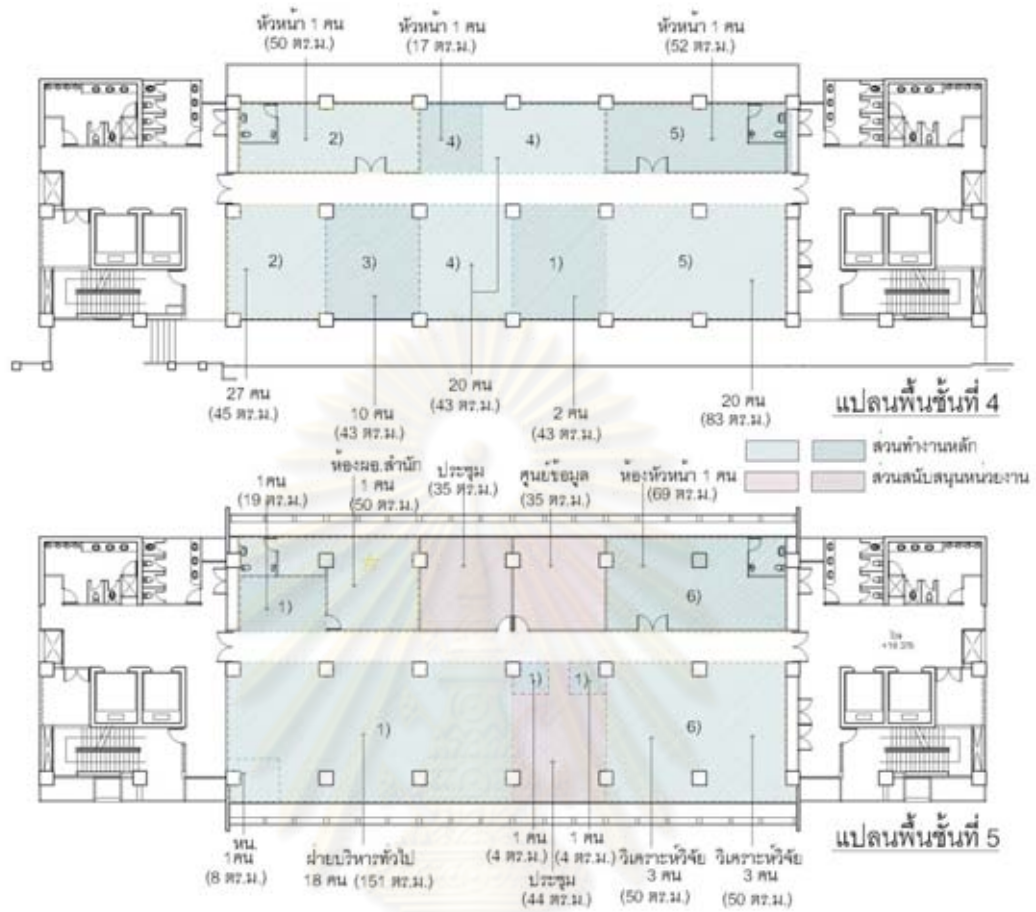 หัวหน้า 1 คน
(50 ตร.ม.)
หัวหน้า 1 คน
(17 ตร.ม.)
หัวหน้า 1 คน
(52 ตร.ม.)
2)
4)
4)
5)
2)
3)
4)
1)
5)
27 คน
(45 ตร.ม.)
10 คน
(43 ตร.ม.)
20 คน
(43 ตร.ม.)
2 คน
(43 ตร.ม.)
20 คน
(83 ตร.ม.)
แปลนพื้นชั้นที่ 4
ส่วนทำงานหลัก
ส่วนสนับสนุนหน่วยงาน
1คน
(19 ตร.ม.)
ห้องผอ.สำนัก
1 คน
(50 ตร.ม.)
ประชุม
(35 ตร.ม.)
ศูนย์ข้อมูล
(35 ตร.ม.)
ห้องหัวหน้า 1 คน
(69 ตร.ม.)
1)
6)
1)
1)
1)
6)
หน.
1คน
(8 ตร.ม.)
ฝ่ายบริหารทั่วไป
18 คน (151 ตร.ม.)
1 คน
(4 ตร.ม.)
1 คน
(4 ตร.ม.)
ประชุม
(44 ตร.ม.)
วิเคราะห์วิจัย
3 คน
(50 ตร.ม.)
วิเคราะห์วิจัย
3 คน
(50 ตร.ม.)
แปลนพื้นชั้นที่ 5